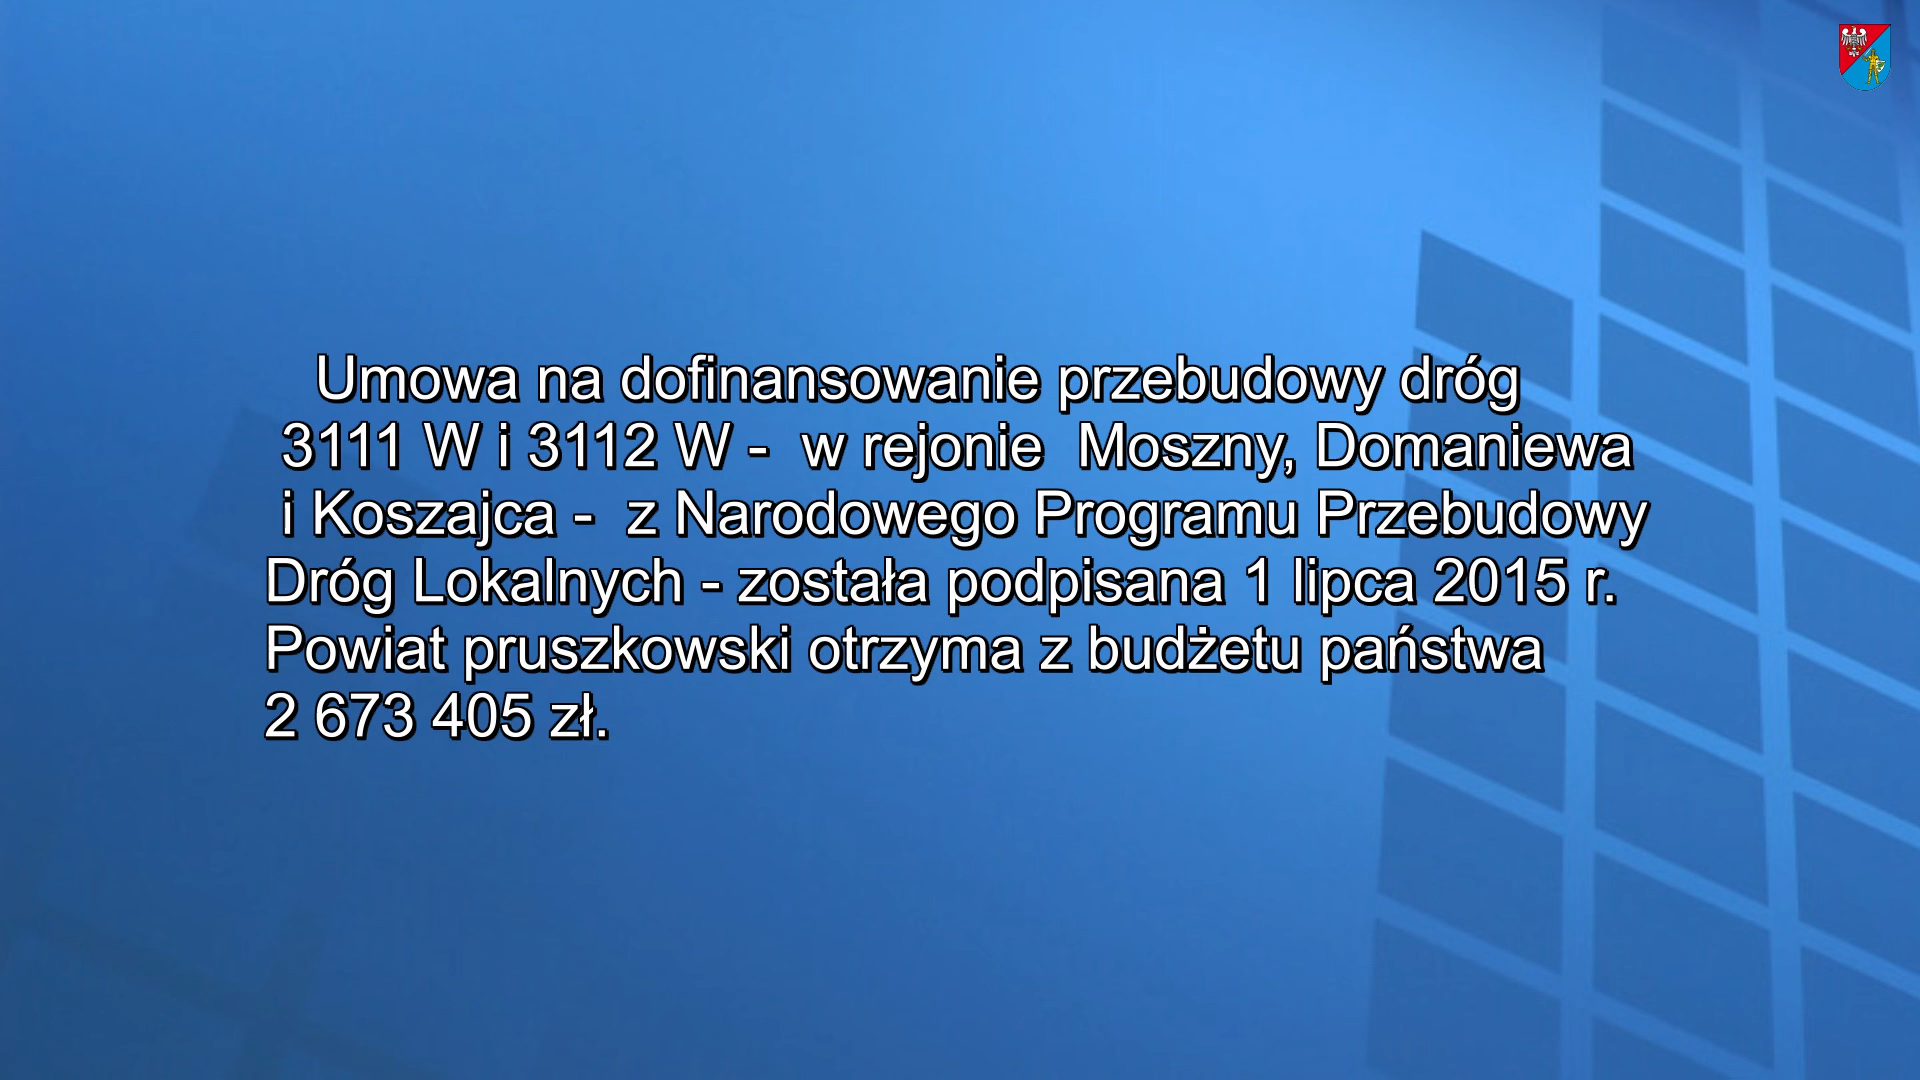 Umowa na dofinansowanie przebudowy dróg
3111 W i 3112 W - w rejonie Moszny, Domaniewa
i Koszajca - z Narodowego Programu Przebudowy
Dróg Lokalnych - została podpisana 1 lipca 2015 r.
Powiat pruszkowski otrzyma z budżetu państwa
2 673 405 zł.